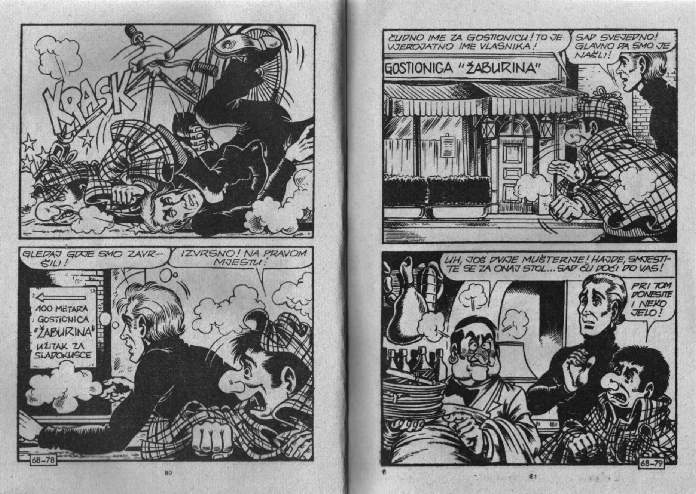 KRASK
GLEDAJ GDJE SMO ZAVR-
ŠILI!
IZVRSNO! NA PRAVOM
MJESTU!
100 METARA
GOSTIONICA
"ŽABURINA"
UŽITAK ZA
SLADOKUSCE
68-78
80
ČUDNO IME ZA GOSTIONICU! TO JE
VJEROJATNO IME VLASNIKA!
SAD SVEJEDNO!
GLAVNO DA SMO JE
NAŠLI!
GOSTIONICA "ŽABURINA"
UH, JOŠ DVIJE MUŠTERIJE! HAJDE, SMJESTI-
TE SE ZA ONAJ STOL... SAD ĆU DOĆI DO VAS!
PRI TOM
DONESITE
I NEKO
JELO!
68-79
81